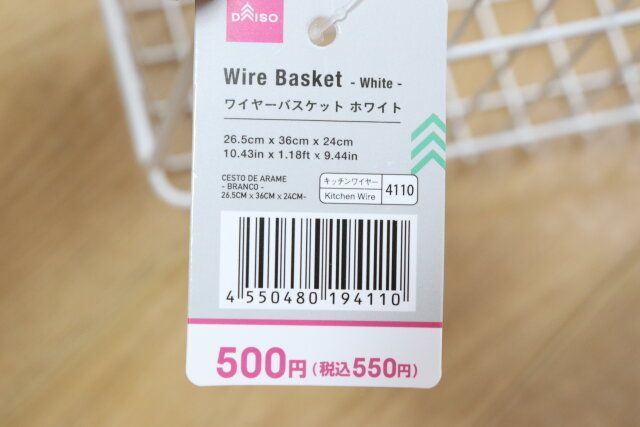 DAISO
Wire Basket - White -
ワイヤーバスケット ホワイト
26.5cm x 36cm x 24cm
10.43in x 1.18ft x 9.44in
CESTO DE ARAME
- BRANCO -
26.5CM x 36CM x 24CM-
キッチンワイヤー
Kitchen Wire
4110
4 550480 194110
500円(税込550円)